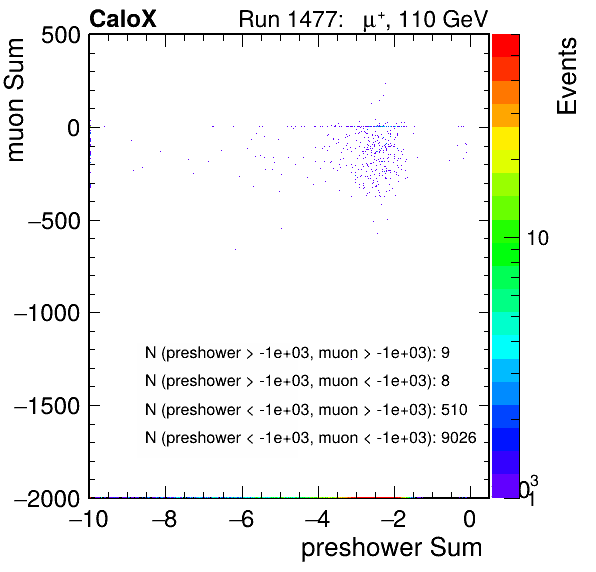 CaloX Run 1477: μ⁺, 110 GeV
Events
muon Sum
500
0
−500
−1000
−1500
−2000
10
1
03
N (preshower > -1e+03, muon > -1e+03): 9
N (preshower > -1e+03, muon < -1e+03): 8
N (preshower < -1e+03, muon > -1e+03): 510
N (preshower < -1e+03, muon < -1e+03): 9026
−10 −8 −6 −4 −2 0
preshower Sum